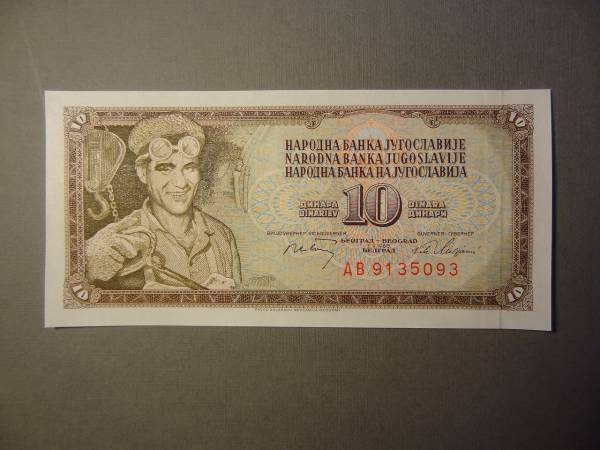 10 10
НАРОДНА БАНКА ЈУГОСЛАВИЈЕ
NARODNA BANKA JUGOSLAVIJE
НАРОДНА БАНКА НА ЈУГОСЛАВИЈА
ДИНАРА 10 DINARA
DINARJEV ДИНАРИ
БЕОГРАД - BEOGRAD
БЕЛГРАД
AB 9135093
10 10